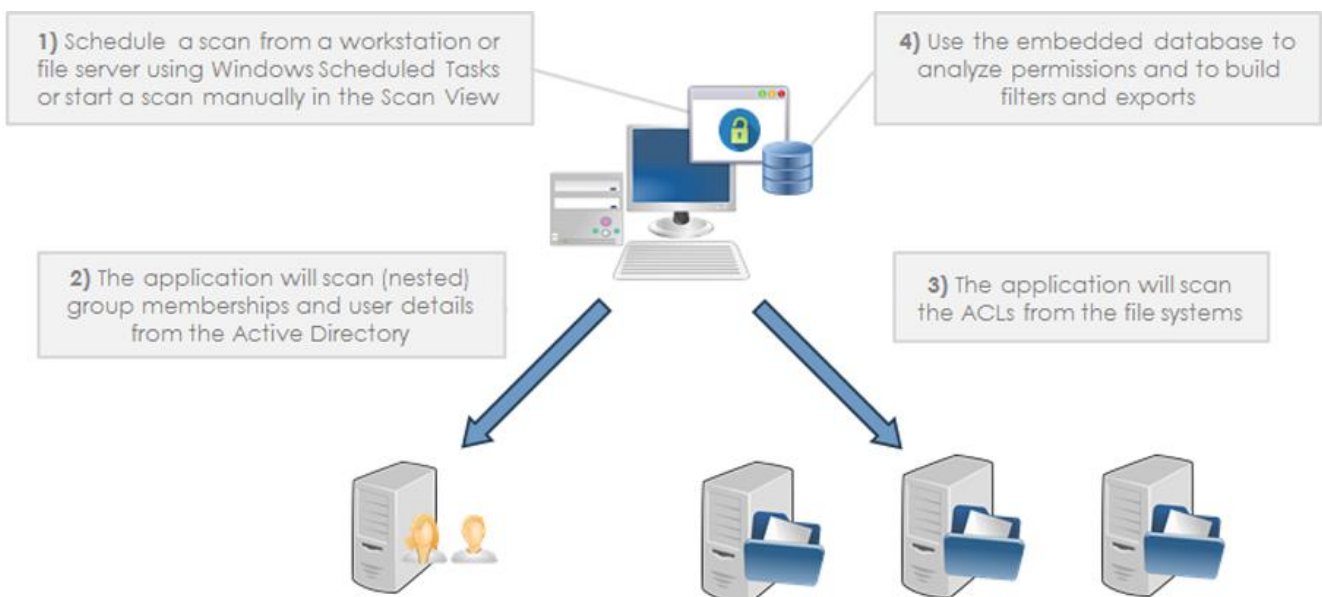 1) Schedule a scan from a workstation or
file server using Windows Scheduled Tasks
or start a scan manually in the Scan View
4) Use the embedded database to
analyze permissions and to build
filters and exports
2) The application will scan (nested)
group memberships and user details
from the Active Directory
3) The application will scan
the ACLs from the file systems